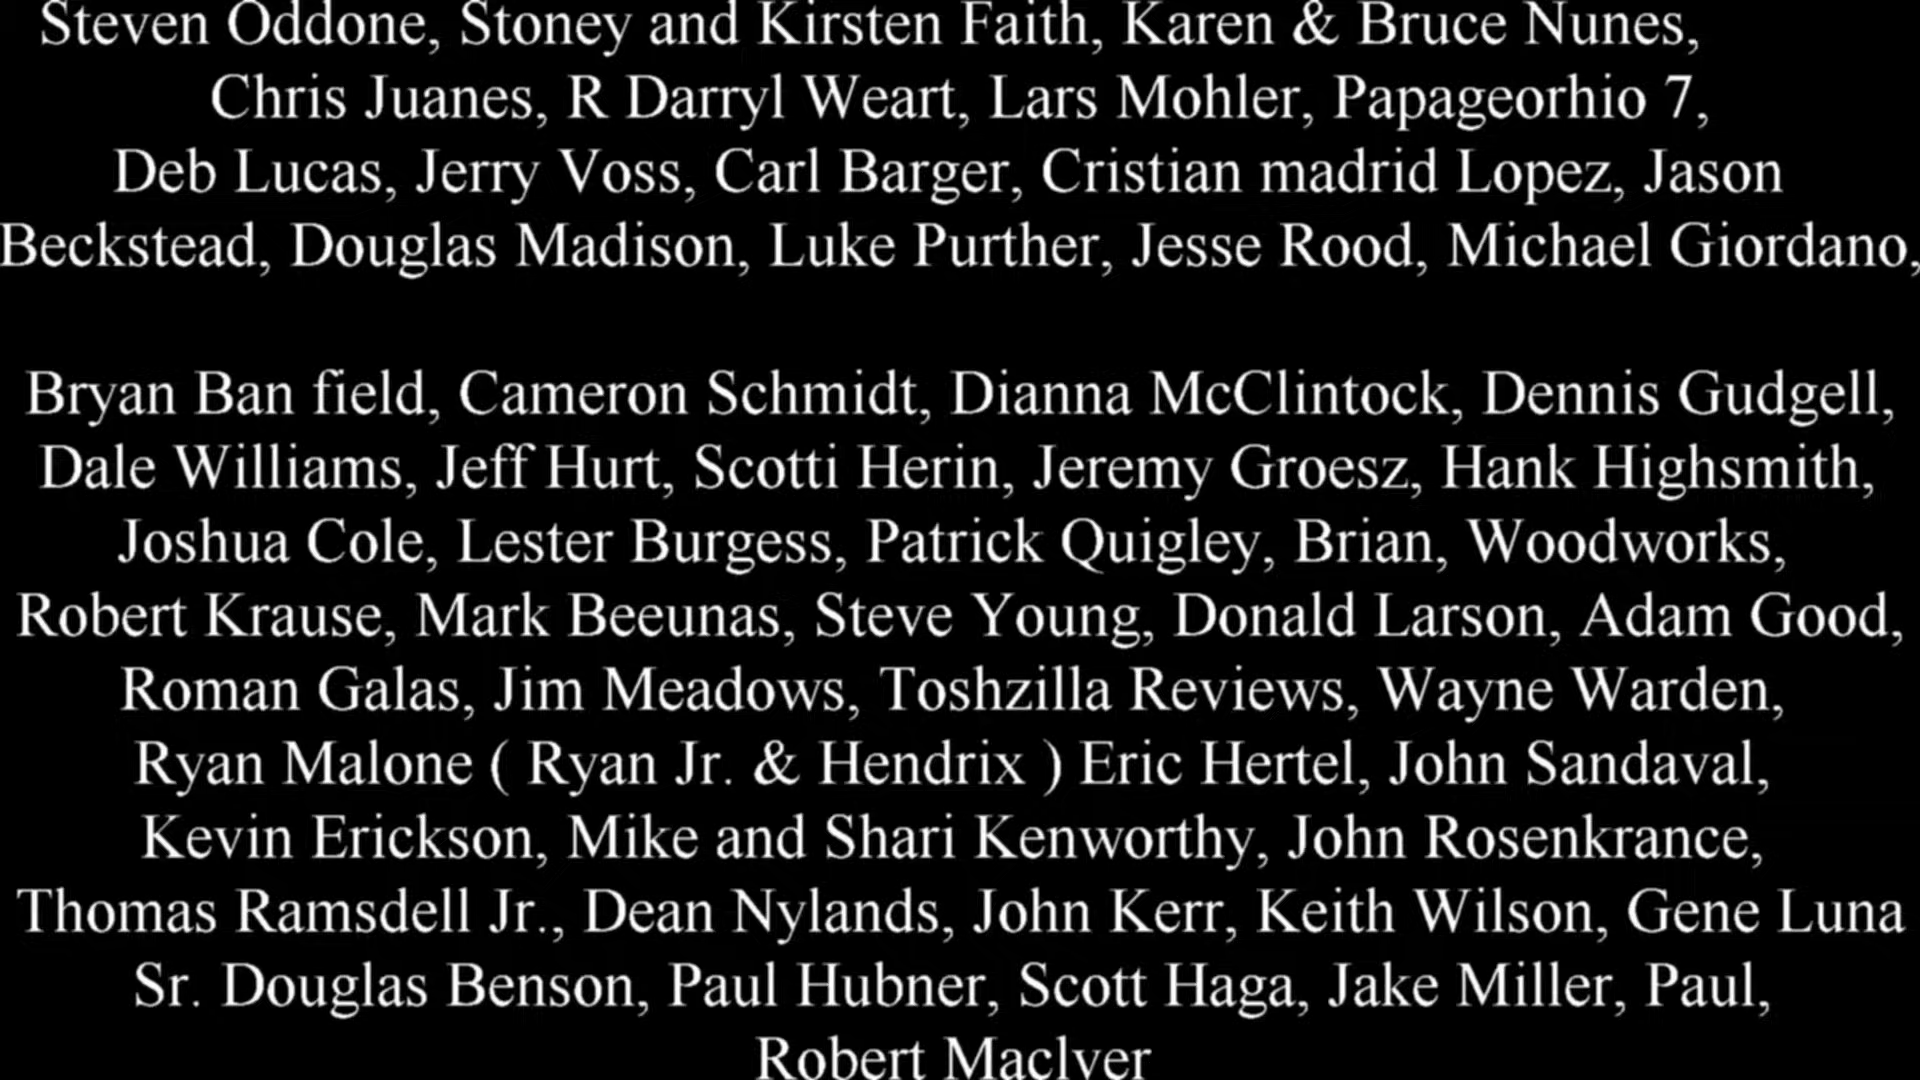 Steven Oddone, Stoney and Kirsten Faith, Karen & Bruce Nunes,
Chris Juanes, R Darryl Weart, Lars Mohler, Papageorhio 7,
Deb Lucas, Jerry Voss, Carl Barger, Cristian madrid Lopez, Jason
Beckstead, Douglas Madison, Luke Purther, Jesse Rood, Michael Giordano,
Bryan Ban field, Cameron Schmidt, Dianna McClintock, Dennis Gudgell,
Dale Williams, Jeff Hurt, Scotti Herin, Jeremy Groesz, Hank Highsmith,
Joshua Cole, Lester Burgess, Patrick Quigley, Brian, Woodworks,
Robert Krause, Mark Beeunas, Steve Young, Donald Larson, Adam Good,
Roman Galas, Jim Meadows, Toshzilla Reviews, Wayne Warden,
Ryan Malone ( Ryan Jr. & Hendrix ) Eric Hertel, John Sandaval,
Kevin Erickson, Mike and Shari Kenworthy, John Rosenkrance,
Thomas Ramsdell Jr., Dean Nylands, John Kerr, Keith Wilson, Gene Luna
Sr. Douglas Benson, Paul Hubner, Scott Haga, Jake Miller, Paul,
Robert Maclver